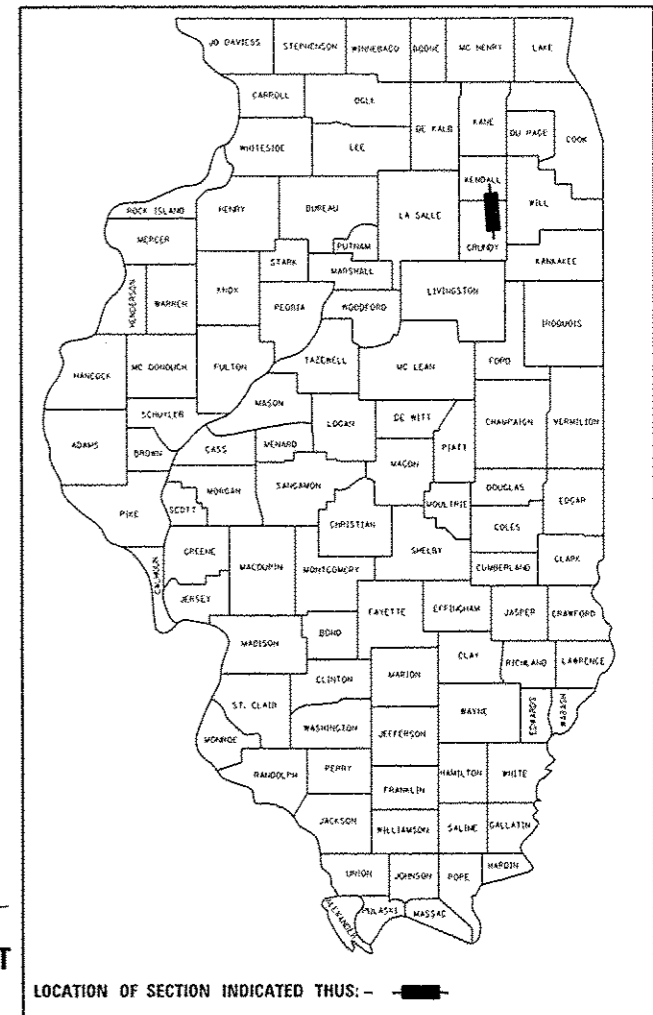 JO DAVIESS STEPHENSON WINNEBAGO BOONE MC HENRY LAKE
CARROLL OGLE DE KALB KANE DU PAGE COOK
WHITESIDE LEE
KENDALL WILL
ROCK ISLAND HENRY BUREAU LA SALLE
MERCER PUTNAM GRUNDY
STARK MARSHALL KANKAKEE
HENDERSON WARREN KNOX PEORIA WOODFORD LIVINGSTON IROQUOIS
HANCOCK MC DONOUGH FULTON TAZEWELL MC LEAN FORD
SCHUYLER MASON LOGAN DE WITT CHAMPAIGN VERMILION
ADAMS BROWN CASS MENARD MACON PIATT
PIKE SCOTT MORGAN SANGAMON MOULTRIE DOUGLAS EDGAR
CHRISTIAN COLES
CALHOUN GREENE MACOUPIN MONTGOMERY SHELBY CUMBERLAND CLARK
JERSEY FAYETTE EFFINGHAM JASPER CRAWFORD
MADISON BOND
CLAY RICHLAND LAWRENCE
CLINTON MARION
ST. CLAIR WAYNE EDWARDS WABASH
MONROE WASHINGTON JEFFERSON
RANDOLPH PERRY HAMILTON WHITE
FRANKLIN
JACKSON WILLIAMSON SALINE GALLATIN
UNION JOHNSON POPE HARDIN
ALEXANDER PULASKI MASSAC
T
LOCATION OF SECTION INDICATED THUS: -